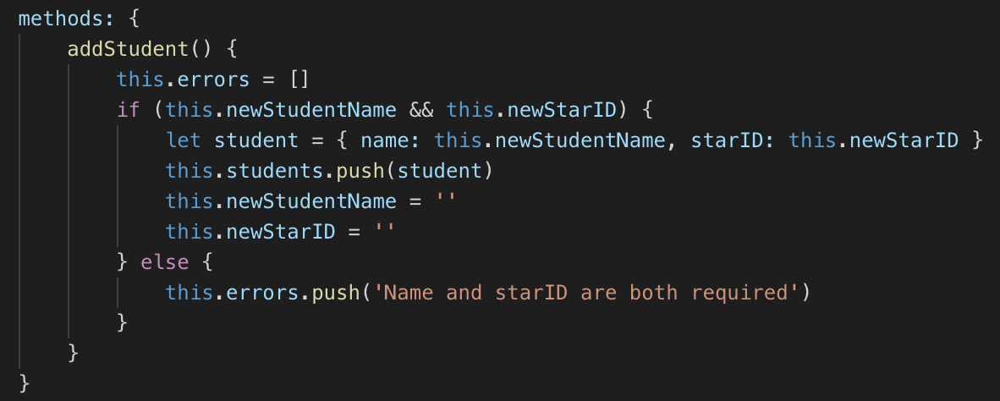 methods: {
    addStudent() {
        this.errors = []
        if (this.newStudentName && this.newStarID) {
            let student = { name: this.newStudentName, starID: this.newStarID }
            this.students.push(student)
            this.newStudentName = ''
            this.newStarID = ''
        } else {
            this.errors.push('Name and starID are both required')
        }
    }
}